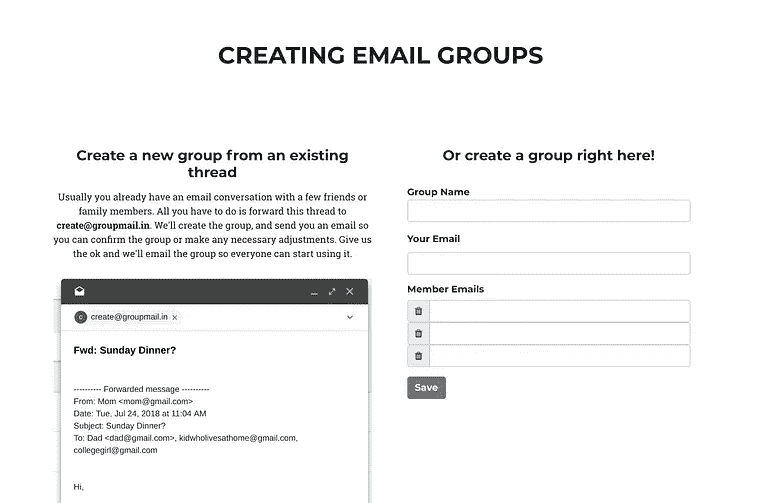 CREATING EMAIL GROUPS
Create a new group from an existing
thread
Usually you already have an email conversation with a few friends or
family members. All you have to do is forward this thread to
create@groupmail.in. We'll create the group, and send you an email so
you can confirm the group or make any necessary adjustments. Give us
the ok and we'll email the group so everyone can start using it.
c create@groupmail.in ×
Fwd: Sunday Dinner?
---------- Forwarded message ----------
From: Mom <mom@gmail.com>
Date: Tue, Jul 24, 2018 at 11:04 AM
Subject: Sunday Dinner?
To: Dad <dad@gmail.com>, kidwholivesathome@gmail.com,
collegegirl@gmail.com
Hi,
Or create a group right here!
Group Name
Your Email
Member Emails
Save